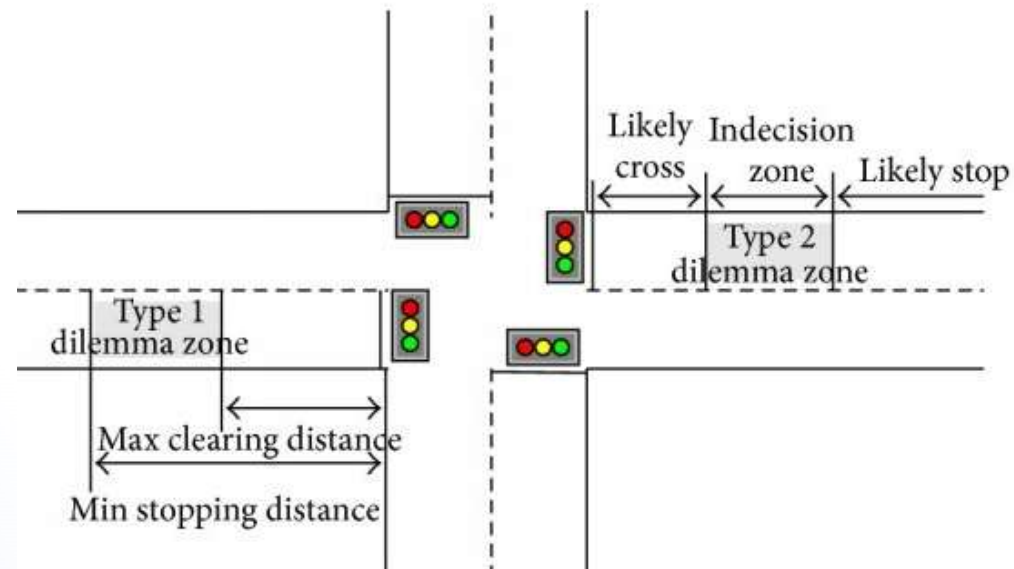 Likely
cross
Indecision
zone
Likely stop
Type 2
dilemma zone
Type 1
dilemma zone
Max clearing distance
Min stopping distance